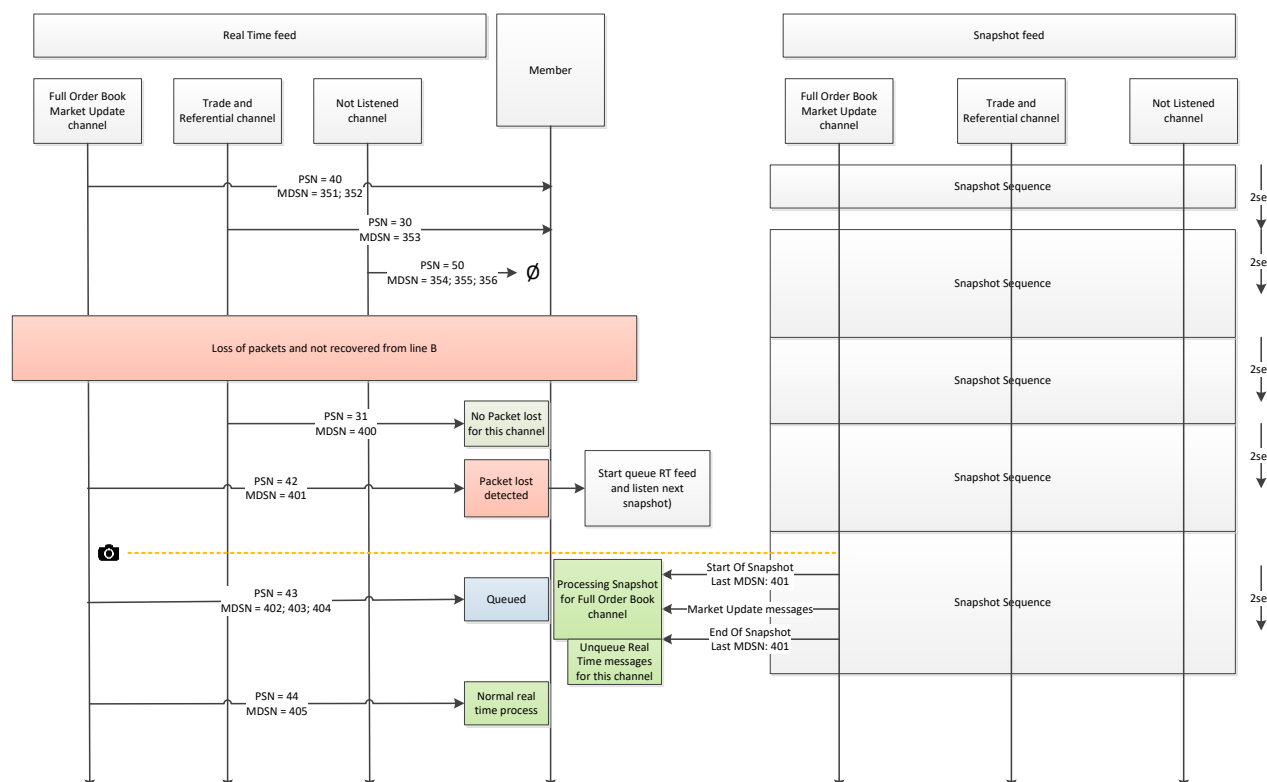 Real Time feed
Member
Snapshot feed
Full Order Book
Market Update
channel
Trade and
Referential channel
Not Listened
channel
Full Order Book
Market Update
channel
Trade and
Referential channel
Not Listened
channel
PSN = 40
MDSN = 351; 352
PSN = 30
MDSN = 353
PSN = 50
MDSN = 354; 355; 356
Ø
Snapshot Sequence
2se
Snapshot Sequence
2se
Loss of packets and not recovered from line B
Snapshot Sequence
2se
PSN = 31
MDSN = 400
No Packet lost
for this channel
PSN = 42
MDSN = 401
Packet lost
detected
Start queue RT feed
and listen next
snapshot)
Snapshot Sequence
2se
PSN = 43
MDSN = 402; 403; 404
Queued
Processing Snapshot
for Full Order Book
channel
Start Of Snapshot
Last MDSN: 401
Market Update messages
End Of Snapshot
Last MDSN: 401
Snapshot Sequence
2se
Unqueue Real
Time messages
for this channel
PSN = 44
MDSN = 405
Normal real
time process